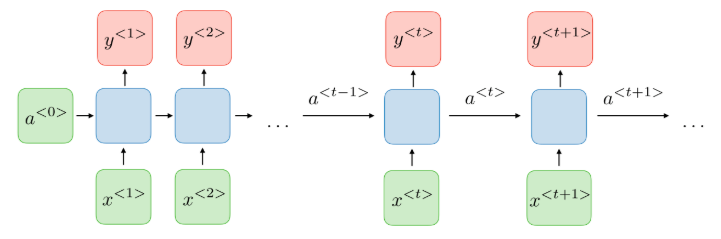 y<1> y<2> y<t> y<t+1>
a<0> ... a<t−1> a<t> a<t+1> ...
x<1> x<2> x<t> x<t+1>